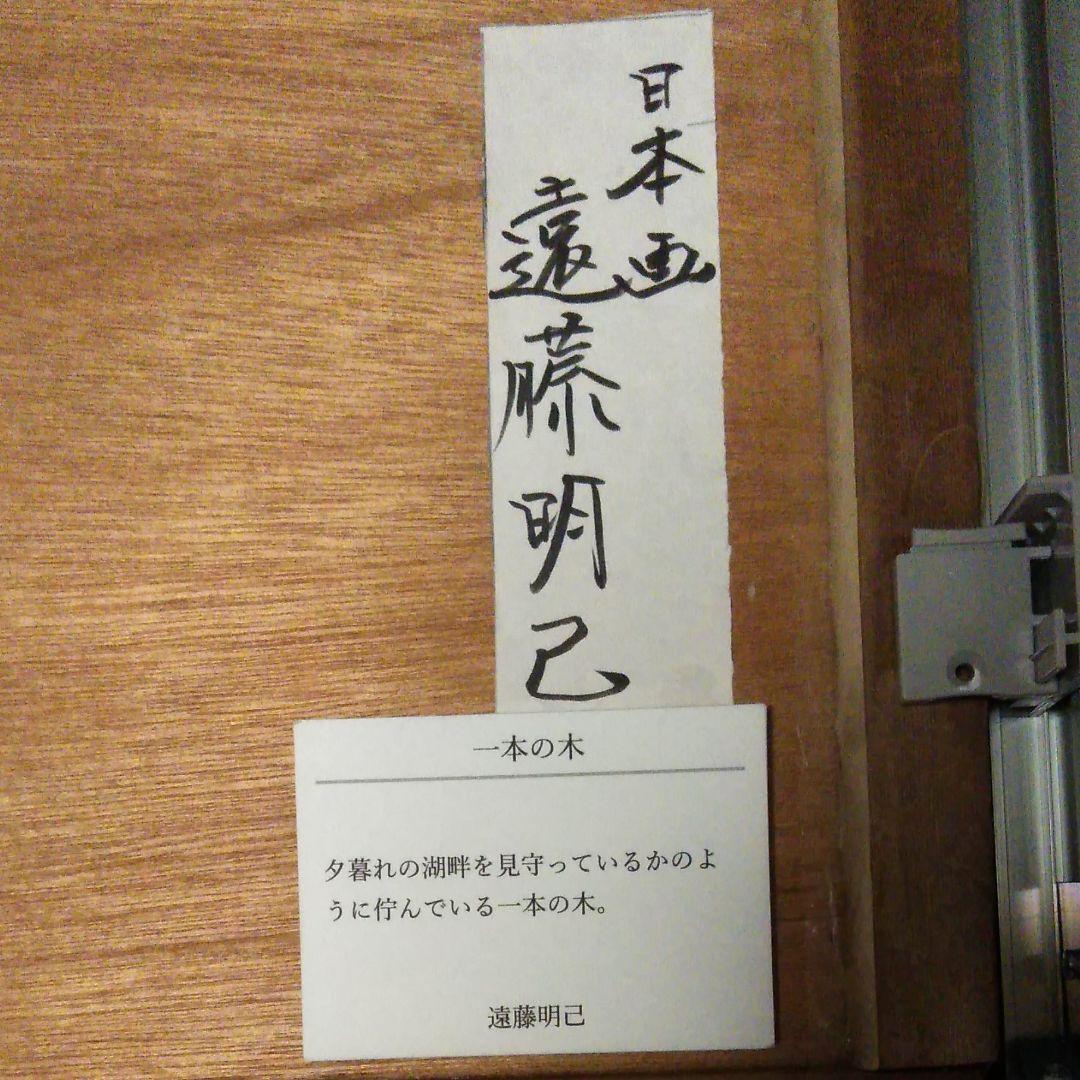 日本画
遠藤明己
一本の木
夕暮れの湖畔を見守っているかのよ
うに佇んでいる一本の木。
遠藤明己